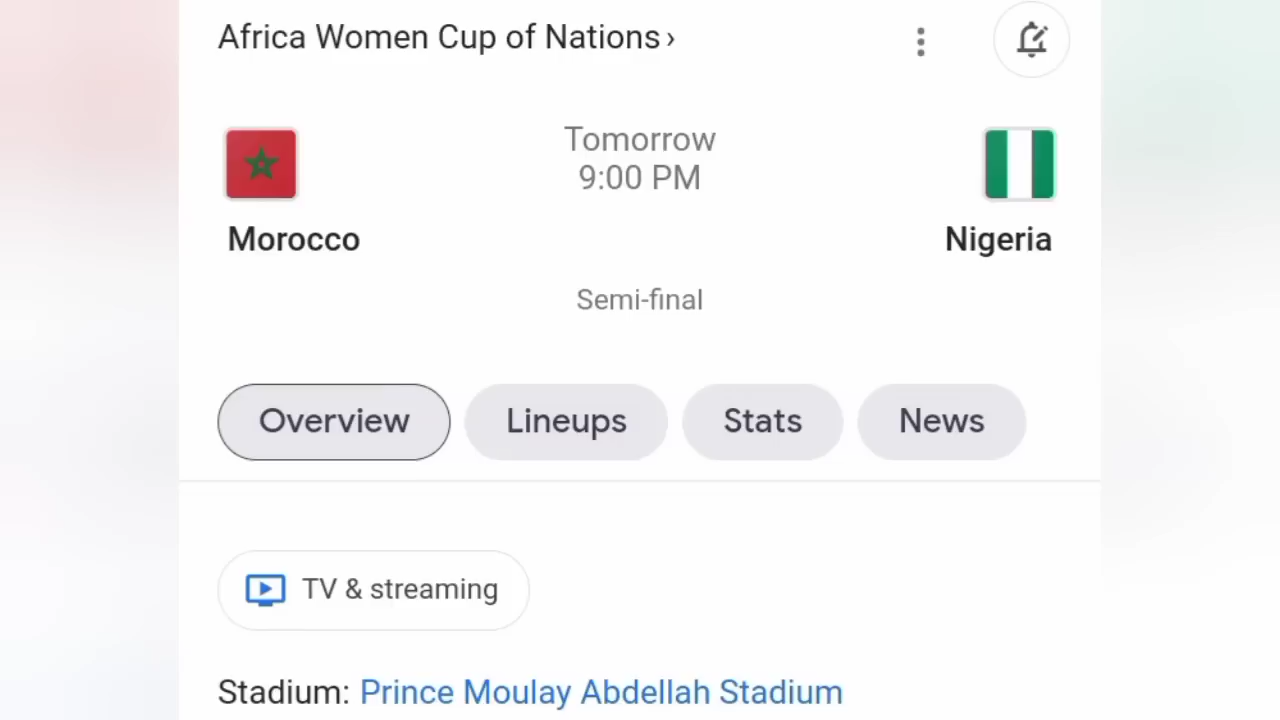 Africa Women Cup of Nations ›
Tomorrow
9:00 PM
Morocco
Nigeria
Semi-final
Overview
Lineups
Stats
News
TV & streaming
Stadium: Prince Moulay Abdellah Stadium